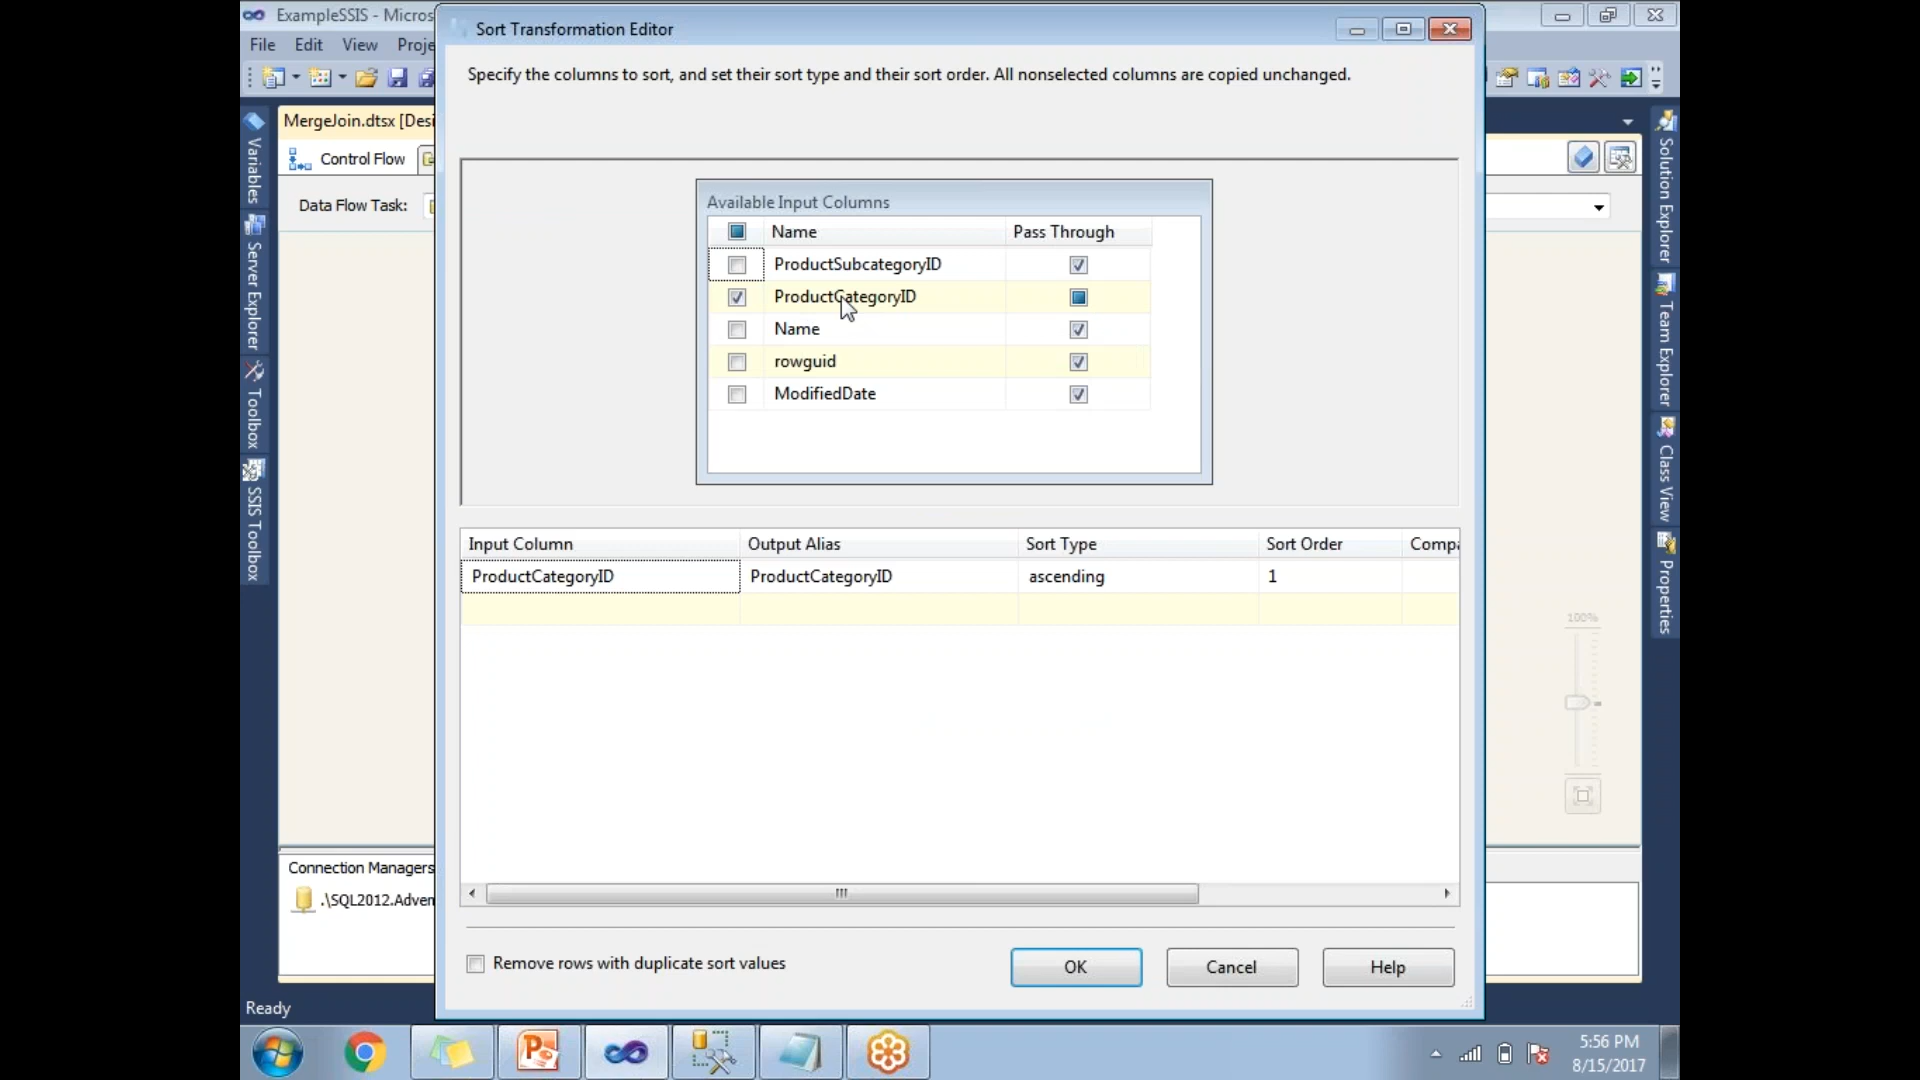 ExampleSSIS - Micros
Sort Transformation Editor
File Edit View Proje
Specify the columns to sort, and set their sort type and their sort order. All nonselected columns are copied unchanged.
MergeJoin.dtsx [Desi
Control Flow
Data Flow Task:
Variables
Server Explorer
Toolbox
SSIS Toolbox
Available Input Columns
Name Pass Through
ProductSubcategoryID
ProductCategoryID
Name
rowguid
ModifiedDate
Input Column Output Alias Sort Type Sort Order Compa
ProductCategoryID ProductCategoryID ascending 1
Solution Explorer
Team Explorer
Class View
Properties
100%
Connection Managers
.\SQL2012.Adven
Remove rows with duplicate sort values
OK Cancel Help
Ready
5:56 PM
8/15/2017